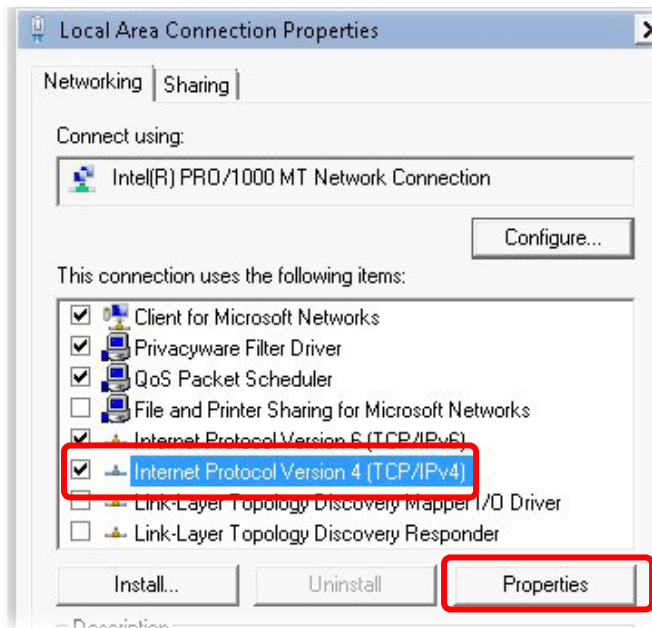 Local Area Connection Properties
Networking
Sharing
Connect using:
Intel(R) PRO/1000 MT Network Connection
Configure...
This connection uses the following items:
Client for Microsoft Networks
Privacyware Filter Driver
QoS Packet Scheduler
File and Printer Sharing for Microsoft Networks
Internet Protocol Version 6 (TCP/IPv6)
Internet Protocol Version 4 (TCP/IPv4)
Link-Layer Topology Discovery Mapper I/O Driver
Link-Layer Topology Discovery Responder
Install...
Uninstall
Properties
Description